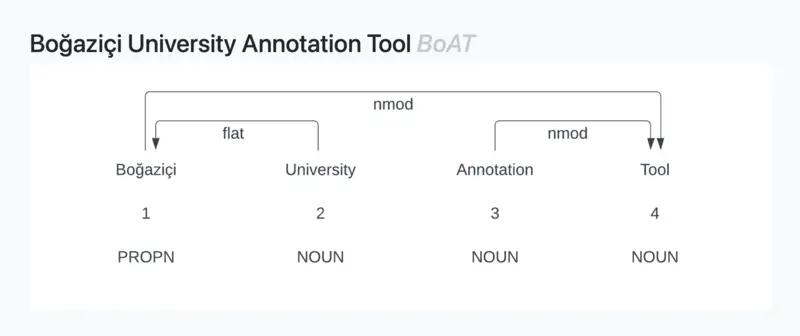 Boğaziçi University Annotation Tool BoAT
nmod
flat nmod
Boğaziçi University Annotation Tool
1 2 3 4
PROPN NOUN NOUN NOUN